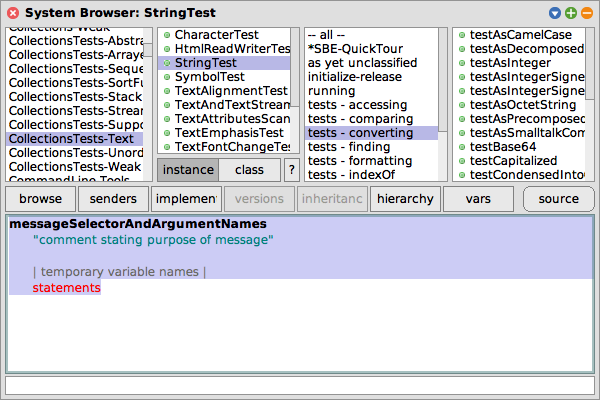 System Browser: StringTest
CollectionsTests-Abstra
CollectionsTests-Arraye
CollectionsTests-Seque
CollectionsTests-SortFu
CollectionsTests-Stack
CollectionsTests-Strean
CollectionsTests-Suppo
CollectionsTests-Text
CollectionsTests-Unord
CollectionsTests-Weak
CharacterTest
HtmlReadWriterTes
StringTest
SymbolTest
TextAlignmentTest
TextAndTextStream
TextAttributesScan
TextEmphasisTest
TextFontChangeTes
instance class ?
-- all --
*SBE-QuickTour
as yet unclassified
initialize-release
running
tests - accessing
tests - comparing
tests - converting
tests - finding
tests - formatting
tests - indexOf
testAsCamelCase
testAsDecomposed
testAsInteger
testAsIntegerSigne
testAsIntegerSigne
testAsOctetString
testAsPrecomposed
testAsSmalltalkCom
testBase64
testCapitalized
testCondensedInto
browse senders implemen versions inheritanc hierarchy vars source
messageSelectorAndArgumentNames
"comment stating purpose of message"
| temporary variable names |
statements